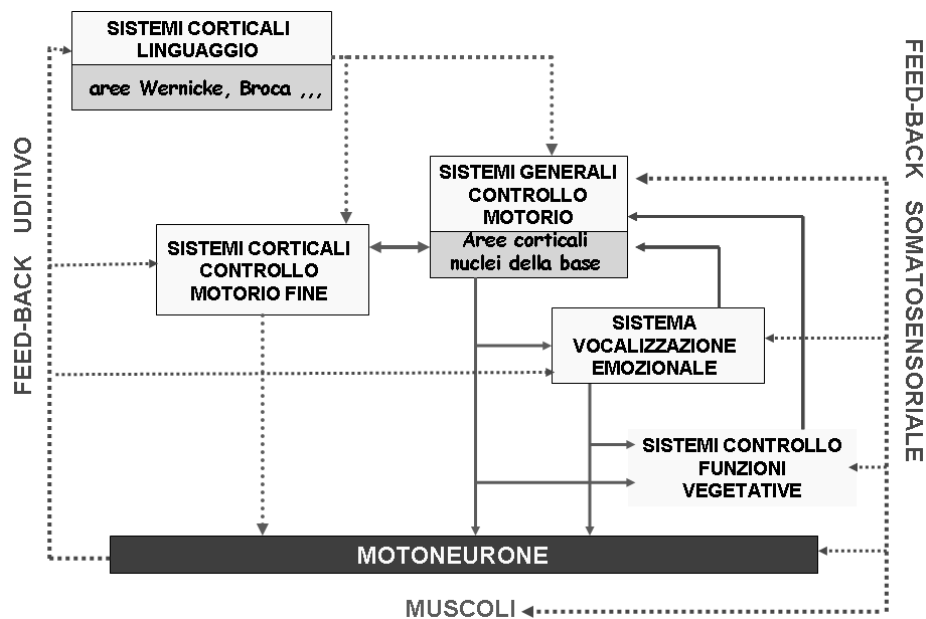 SISTEMI CORTICALI
LINGUAGGIO
aree Wernicke, Broca ,,,
FEED-BACK UDITIVO
FEED-BACK SOMATOSENSORIALE
SISTEMI GENERALI
CONTROLLO
MOTORIO
Aree corticali
nuclei della base
SISTEMI CORTICALI
CONTROLLO
MOTORIO FINE
SISTEMA
VOCALIZZAZIONE
EMOZIONALE
SISTEMI CONTROLLO
FUNZIONI
VEGETATIVE
MOTONEURONE
MUSCOLI